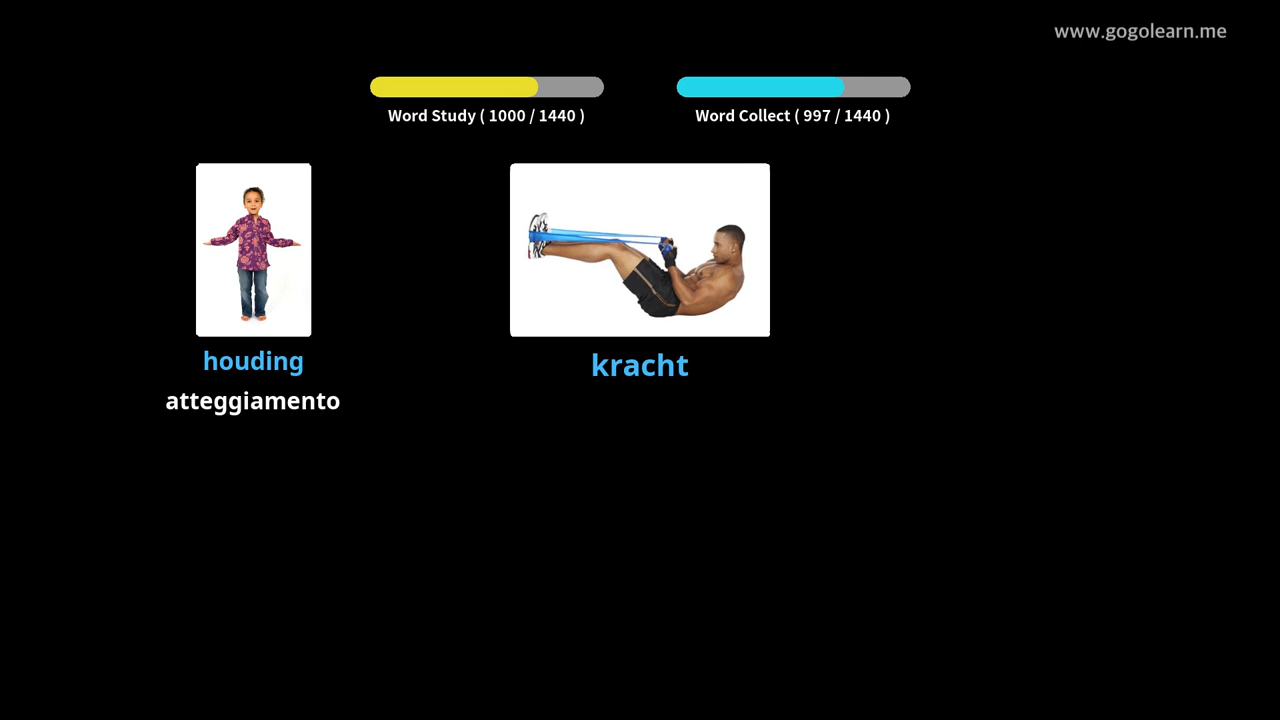 www.gogolearn.me
Word Study ( 1000 / 1440 )
Word Collect ( 997 / 1440 )
houding
atteggiamento
kracht